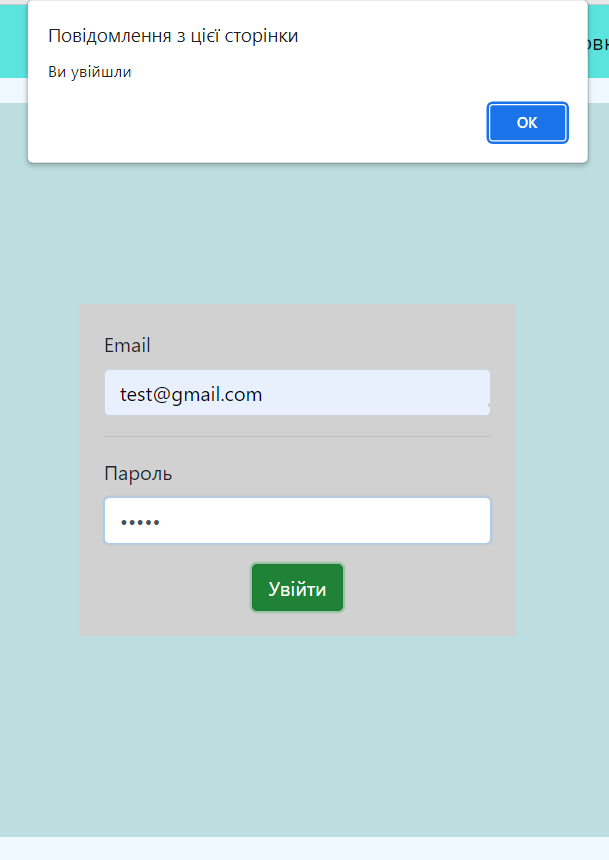 Повідомлення з цієї сторінки
Ви увійшли
OK
Email
test@gmail.com
Пароль
•••••
Увійти